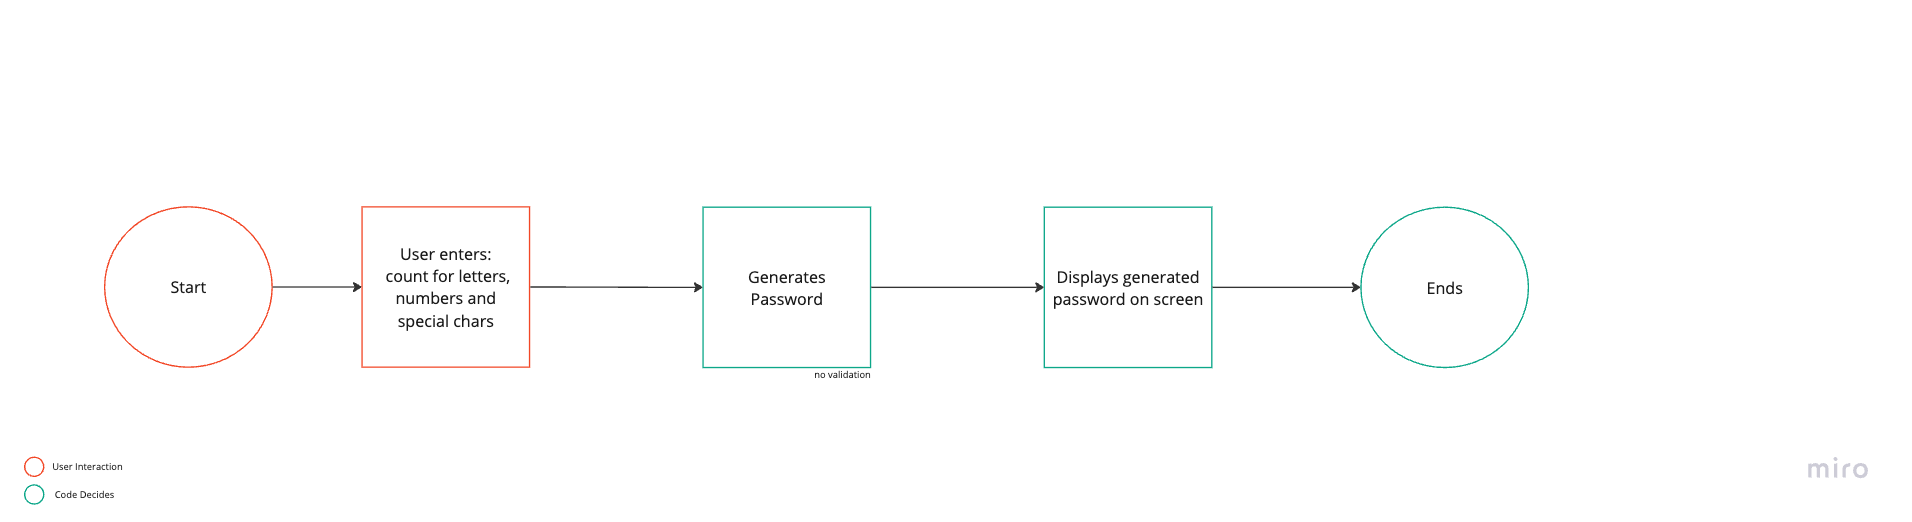 Start
User enters:
count for letters,
numbers and
special chars
Generates
Password
no validation
Displays generated
password on screen
Ends
User Interaction
Code Decides
miro